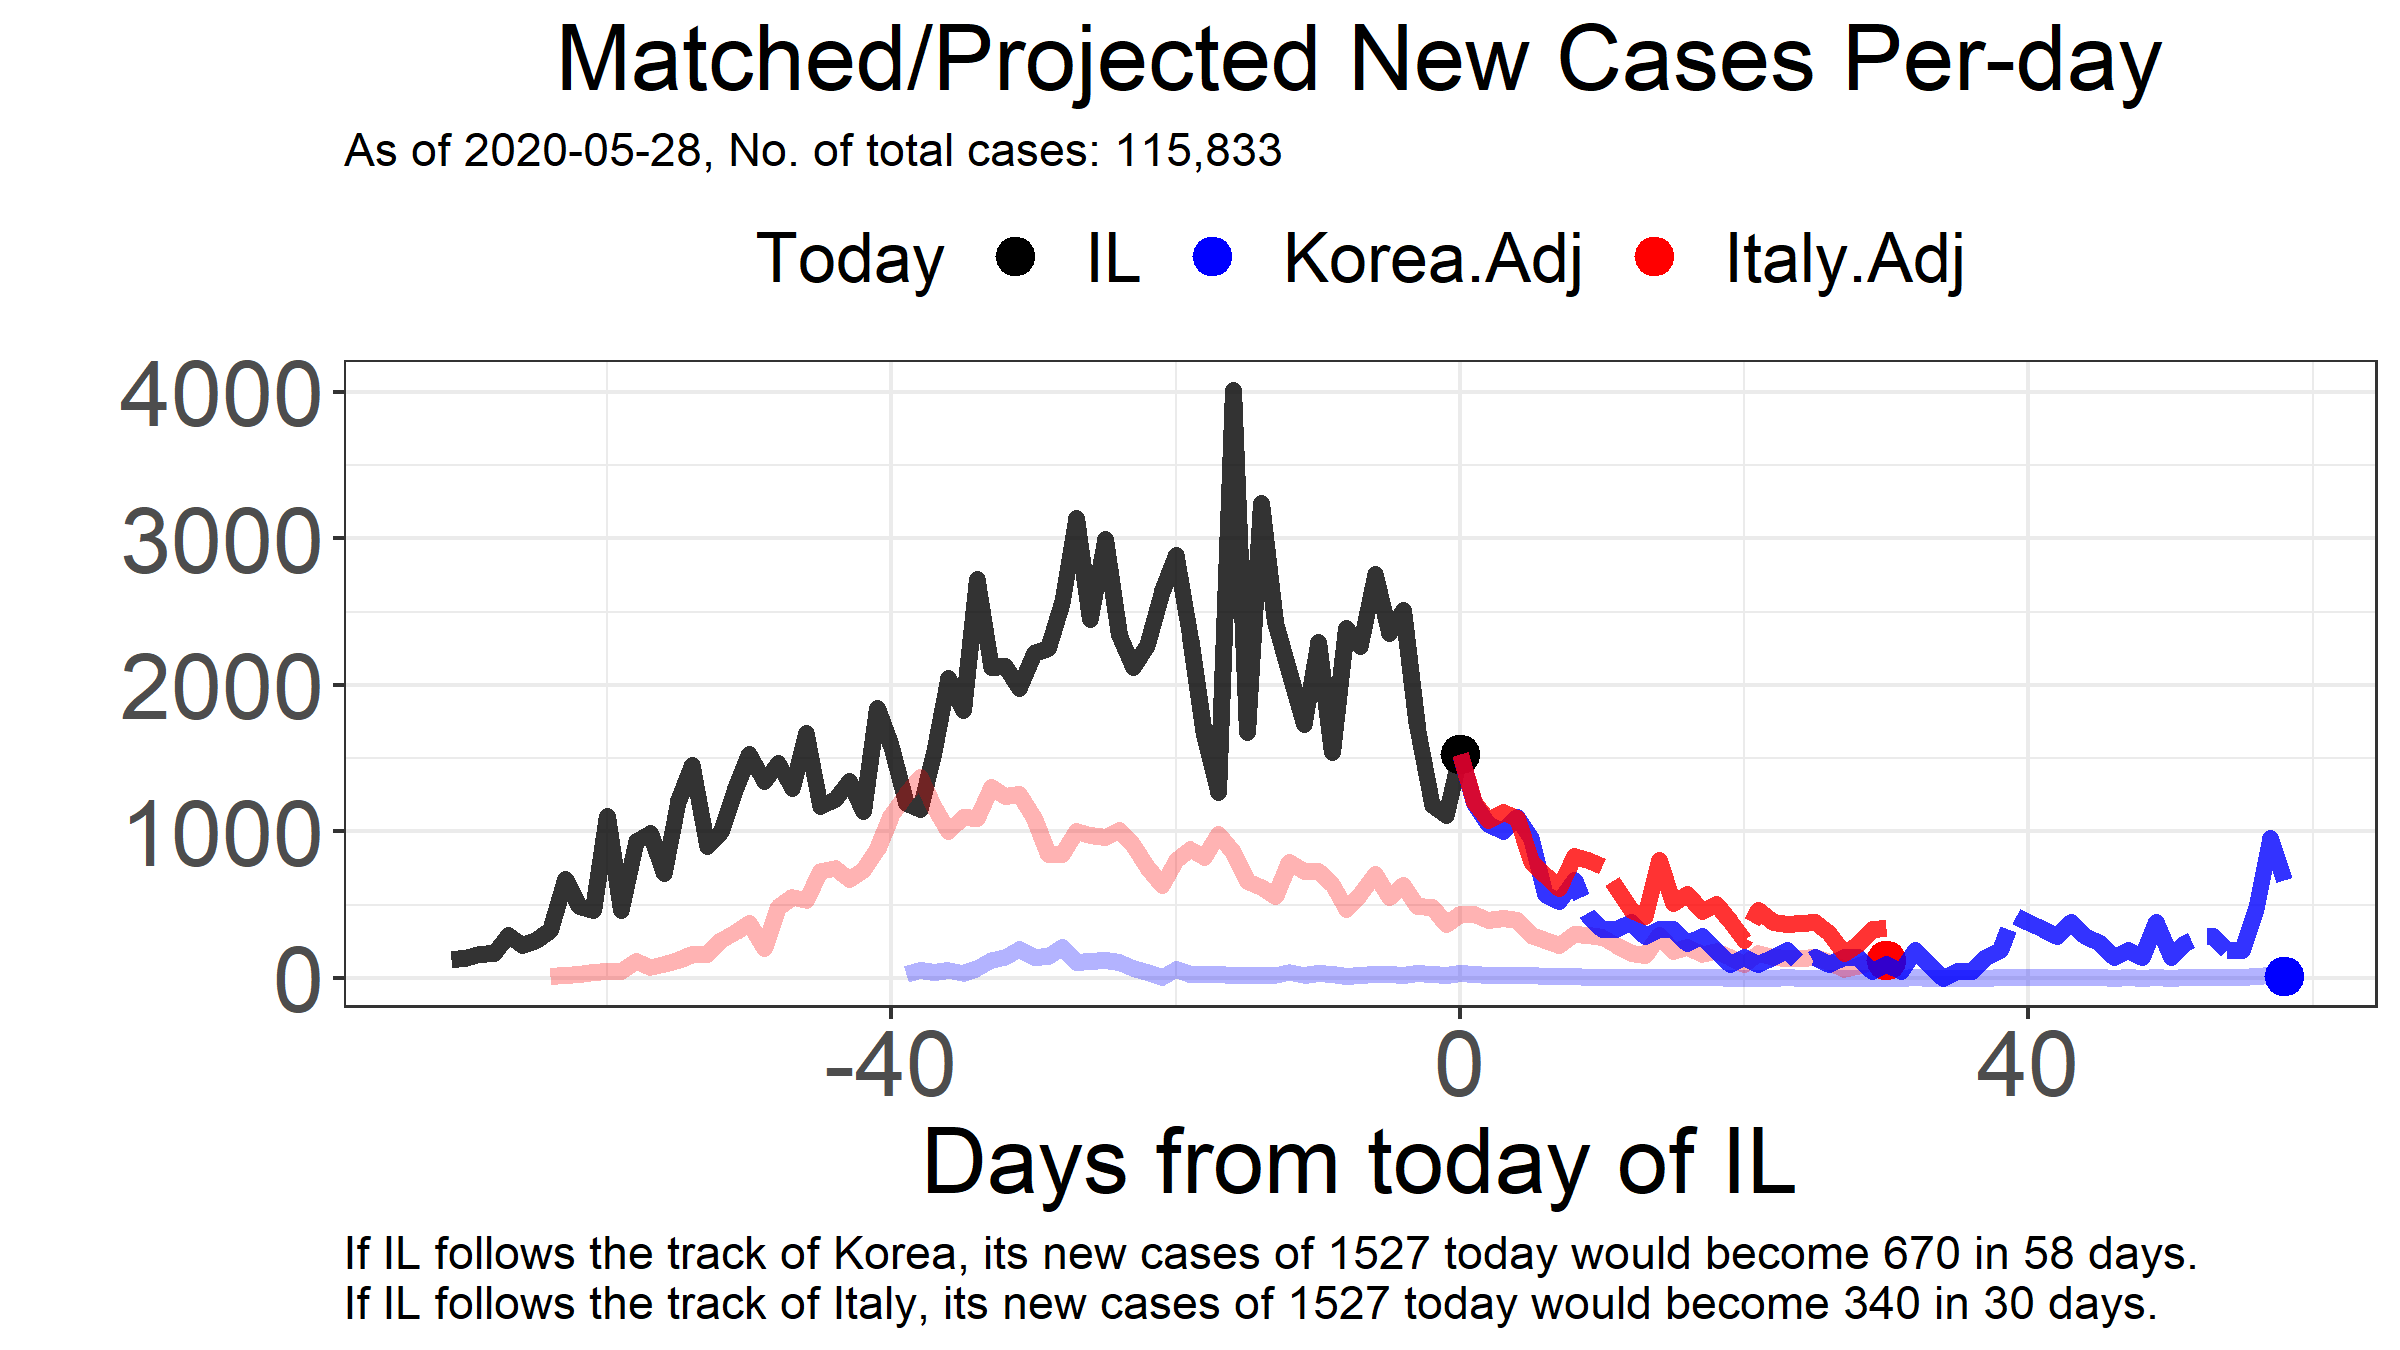 Matched/Projected New Cases Per-day
As of 2020-05-28, No. of total cases: 115,833
Today IL Korea.Adj Italy.Adj
4000
3000
2000
1000
0
-40 0 40
Days from today of IL
If IL follows the track of Korea, its new cases of 1527 today would become 670 in 58 days.
If IL follows the track of Italy, its new cases of 1527 today would become 340 in 30 days.